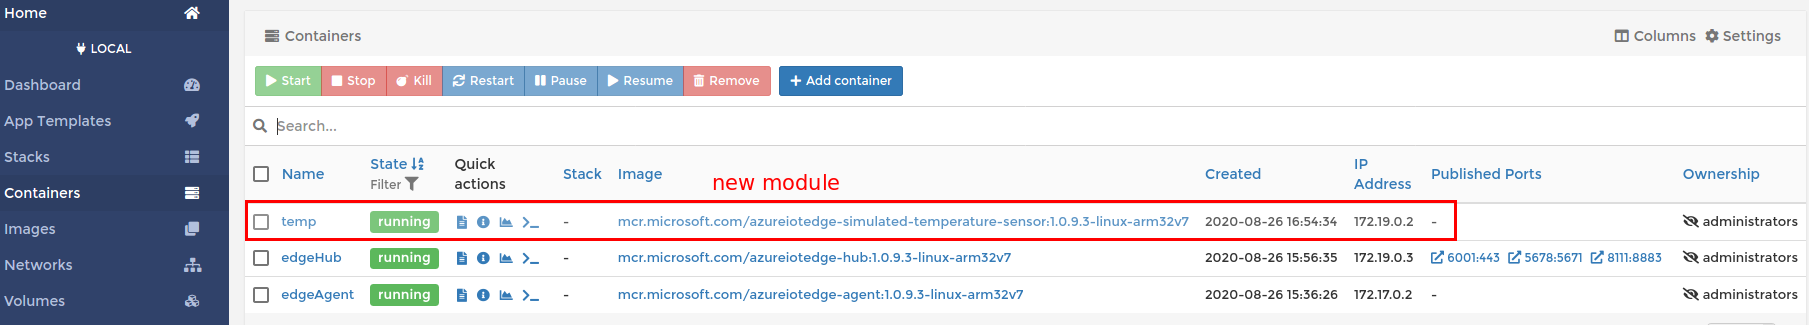 Home
LOCAL
Dashboard
App Templates
Stacks
Containers
Images
Networks
Volumes
Containers
Columns Settings
Start Stop Kill Restart Pause Resume Remove Add container
Search...
Name State Filter Quick actions Stack Image Created IP Address Published Ports Ownership
new module
temp running - mcr.microsoft.com/azureiotedge-simulated-temperature-sensor:1.0.9.3-linux-arm32v7 2020-08-26 16:54:34 172.19.0.2 - administrators
edgeHub running - mcr.microsoft.com/azureiotedge-hub:1.0.9.3-linux-arm32v7 2020-08-26 15:56:35 172.19.0.3 6001:443 5678:5671 8111:8883 administrators
edgeAgent running - mcr.microsoft.com/azureiotedge-agent:1.0.9.3-linux-arm32v7 2020-08-26 15:36:26 172.17.0.2 - administrators